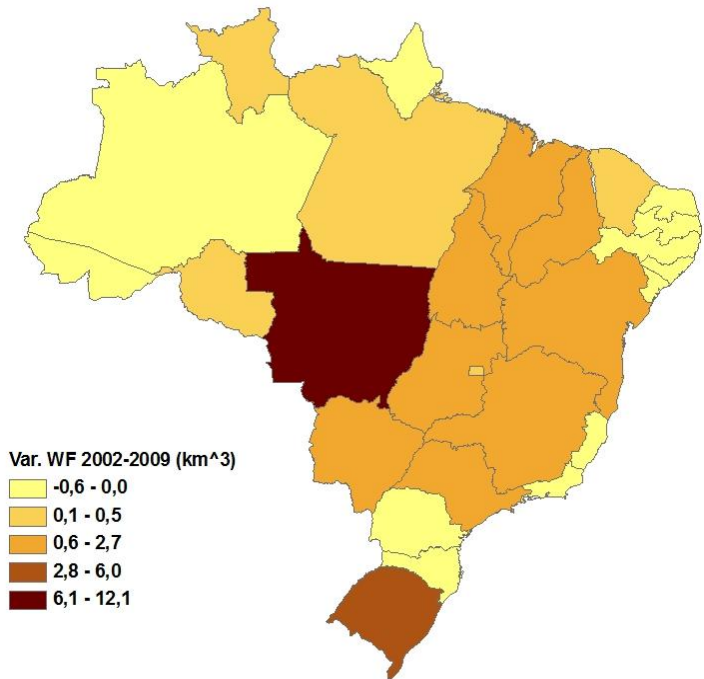 Var. WF 2002-2009 (km^3)
-0,6 - 0,0
0,1 - 0,5
0,6 - 2,7
2,8 - 6,0
6,1 - 12,1